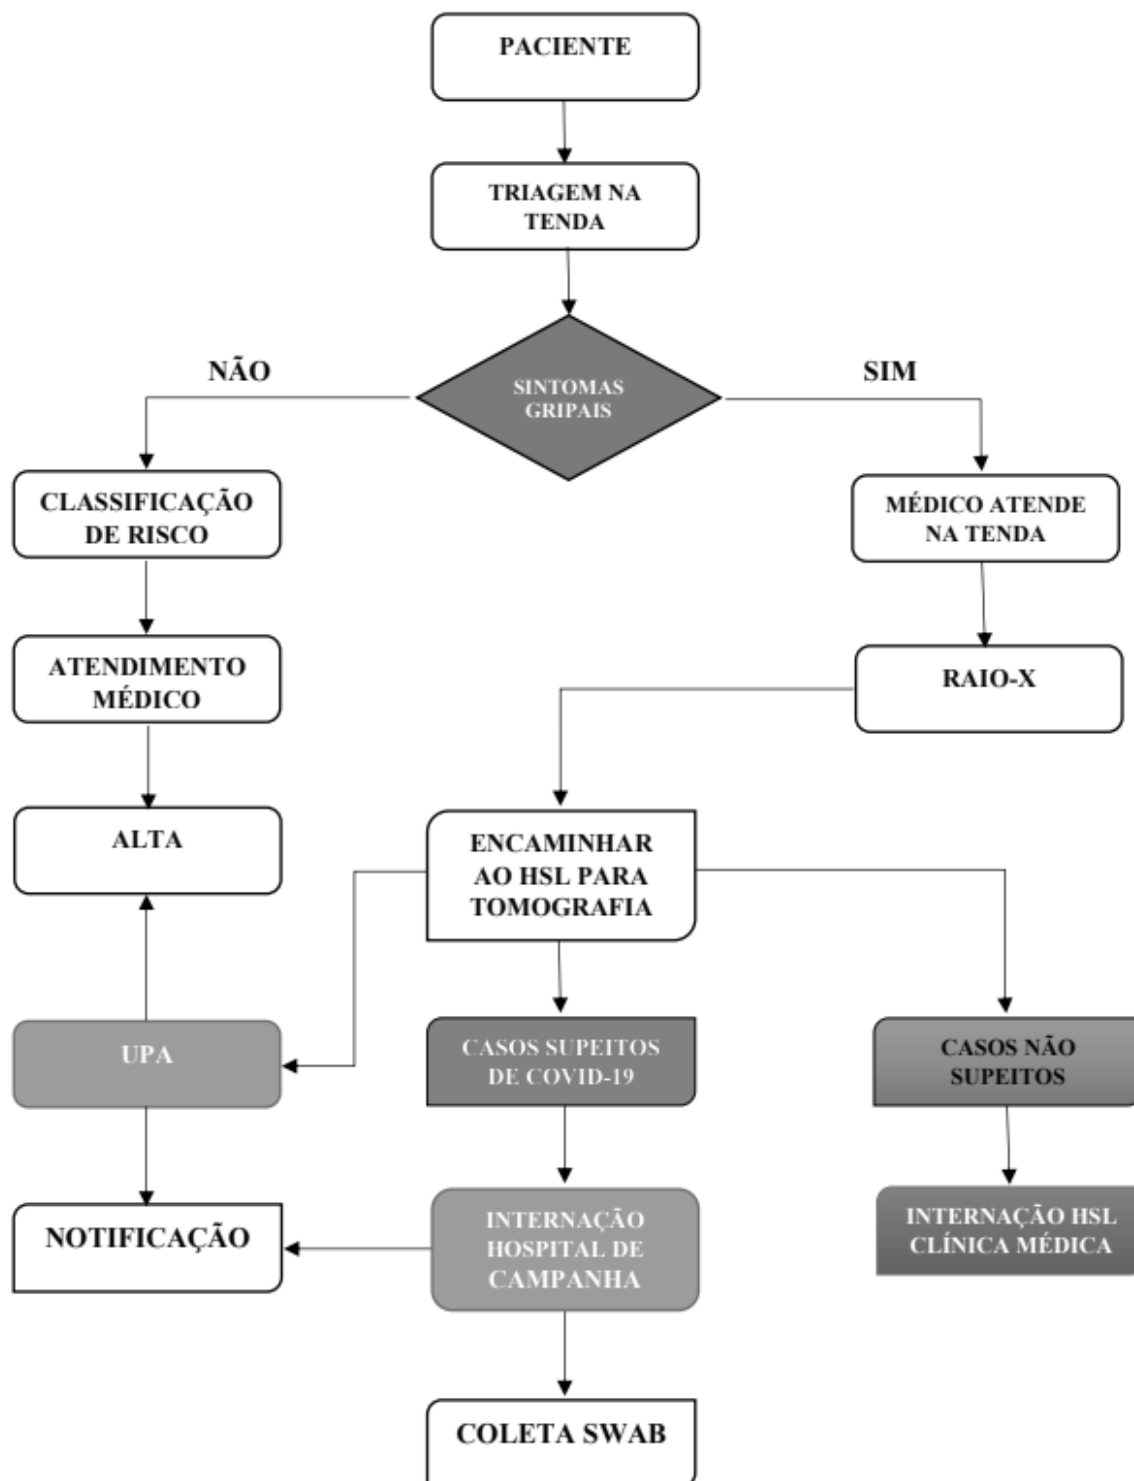 PACIENTE
TRIAGEM NA
TENDA
NÃO
SINTOMAS
GRIPAIS
SIM
CLASSIFICAÇÃO
DE RISCO
MÉDICO ATENDE
NA TENDA
ATENDIMENTO
MÉDICO
RAIO-X
ALTA
ENCAMINHAR
AO HSL PARA
TOMOGRAFIA
UPA
CASOS SUPEITOS
DE COVID-19
CASOS NÃO
SUPEITOS
NOTIFICAÇÃO
INTERNAÇÃO
HOSPITAL DE
CAMPANHA
INTERNAÇÃO HSL
CLÍNICA MÉDICA
COLETA SWAB